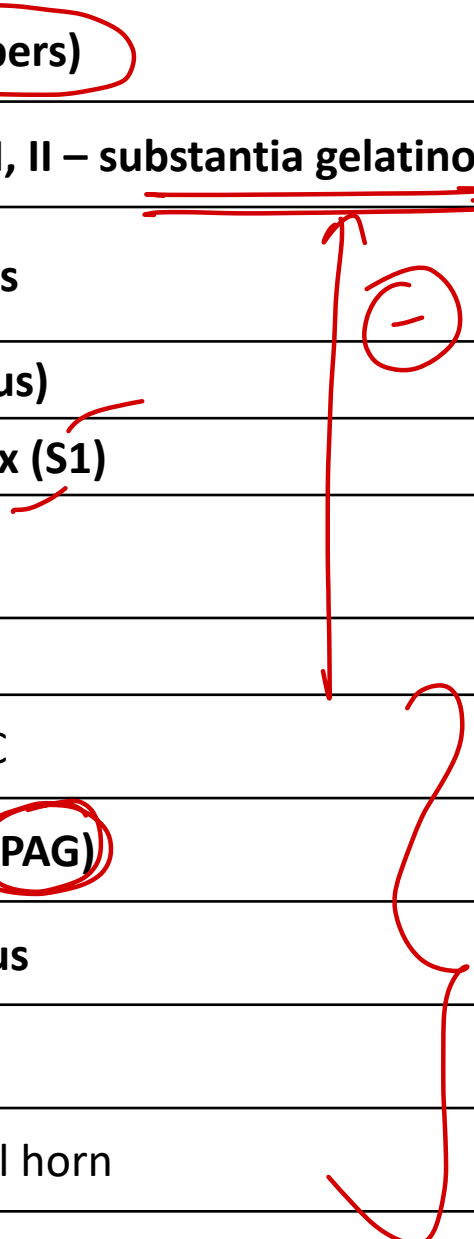 bers)
I, II – substantia gelatino
s
us)
x (S1)
C
PAG)
us
l horn